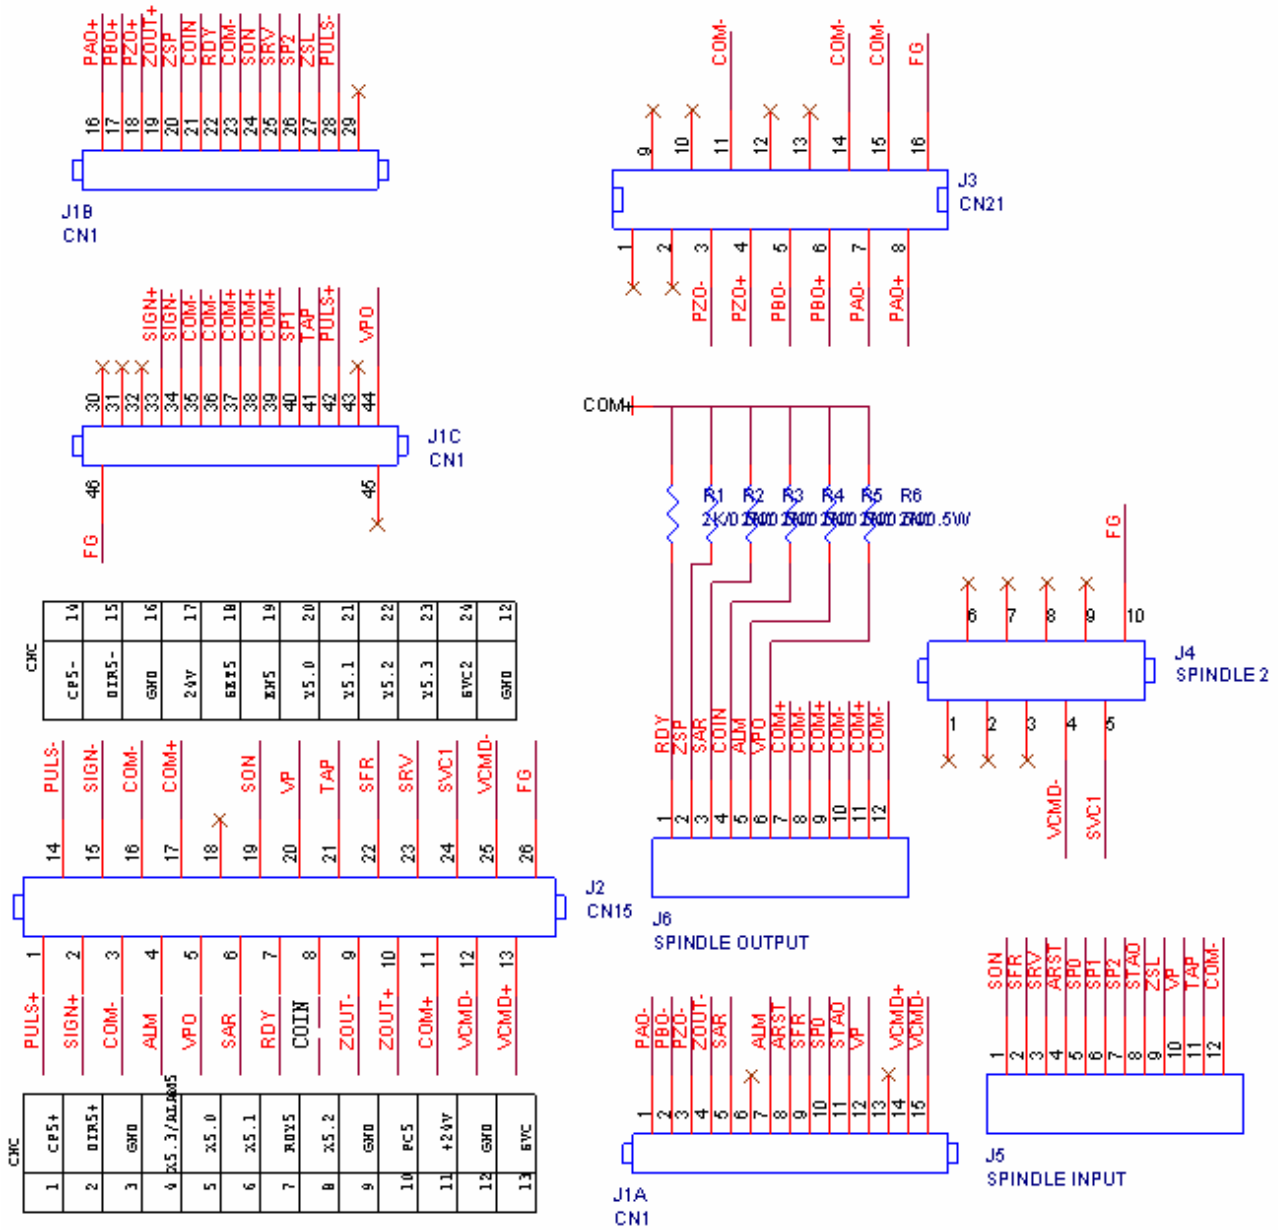 PAO+ PBO+ PZO+ ZOUT+ ZSP COIN RDY COM- SON SRV SP2 ZSL PULS-
16 17 18 19 20 21 22 23 24 25 26 27 28 29
J1B
CN1
COM- COM- COM- FG
9 10 11 12 13 14 15 16
J3
CN21
1 2 3 4 5 6 7 8
PZO- PZO+ PBO- PBO+ PAO- PAO+
SIGN+ SIGN- COM- COM- COM+ COM+ COM+ SP1 TAP PULS+ VPO
30 31 32 33 34 35 36 37 38 39 40 41 42 43 44
J1C
CN1
46 45
FG
COM+
R1 R2 R3 R4 R5 R6
FG
6 7 8 9 10
J4
SPINDLE 2
1 2 3 4 5
VCMD- SVC1
CNC
14 15 16 17 18 19 20 21 22 23 24 12
CP5- DIR5- GND 24V SET5 EN5 Y5.0 Y5.1 Y5.2 Y5.3 SVC2 GND
PULS- SIGN- COM- COM+ SON VP TAP SFR SRV SVC1 VCMD- FG
14 15 16 17 18 19 20 21 22 23 24 25 26
J2
CN15
1 2 3 4 5 6 7 8 9 10 11 12 13
PULS+ SIGN+ COM- ALM VPO SAR RDY COIN ZOUT- ZOUT+ COM+ VCMD- VCMD+
CNC
CP5+ DIR5+ GND X5.3/ALARM5 X5.0 X5.1 RDY5 X5.2 GND PC5 +24V GND SVC
1 2 3 4 5 6 7 8 9 10 11 12 13
RDY ZSP SAR COIN ALM VPO COM+ COM- COM+ COM- COM+ COM-
1 2 3 4 5 6 7 8 9 10 11 12
J6
SPINDLE OUTPUT
PAO- PBO- PZO- ZOUT- SAR ALM ARST SFR SP0 STAO VP VCMD+ VCMD-
1 2 3 4 5 6 7 8 9 10 11 12 13 14 15
J1A
CN1
SON SFR SRV ARST SP0 SP1 SP2 STAO ZSL VP TAP COM-
1 2 3 4 5 6 7 8 9 10 11 12
J5
SPINDLE INPUT